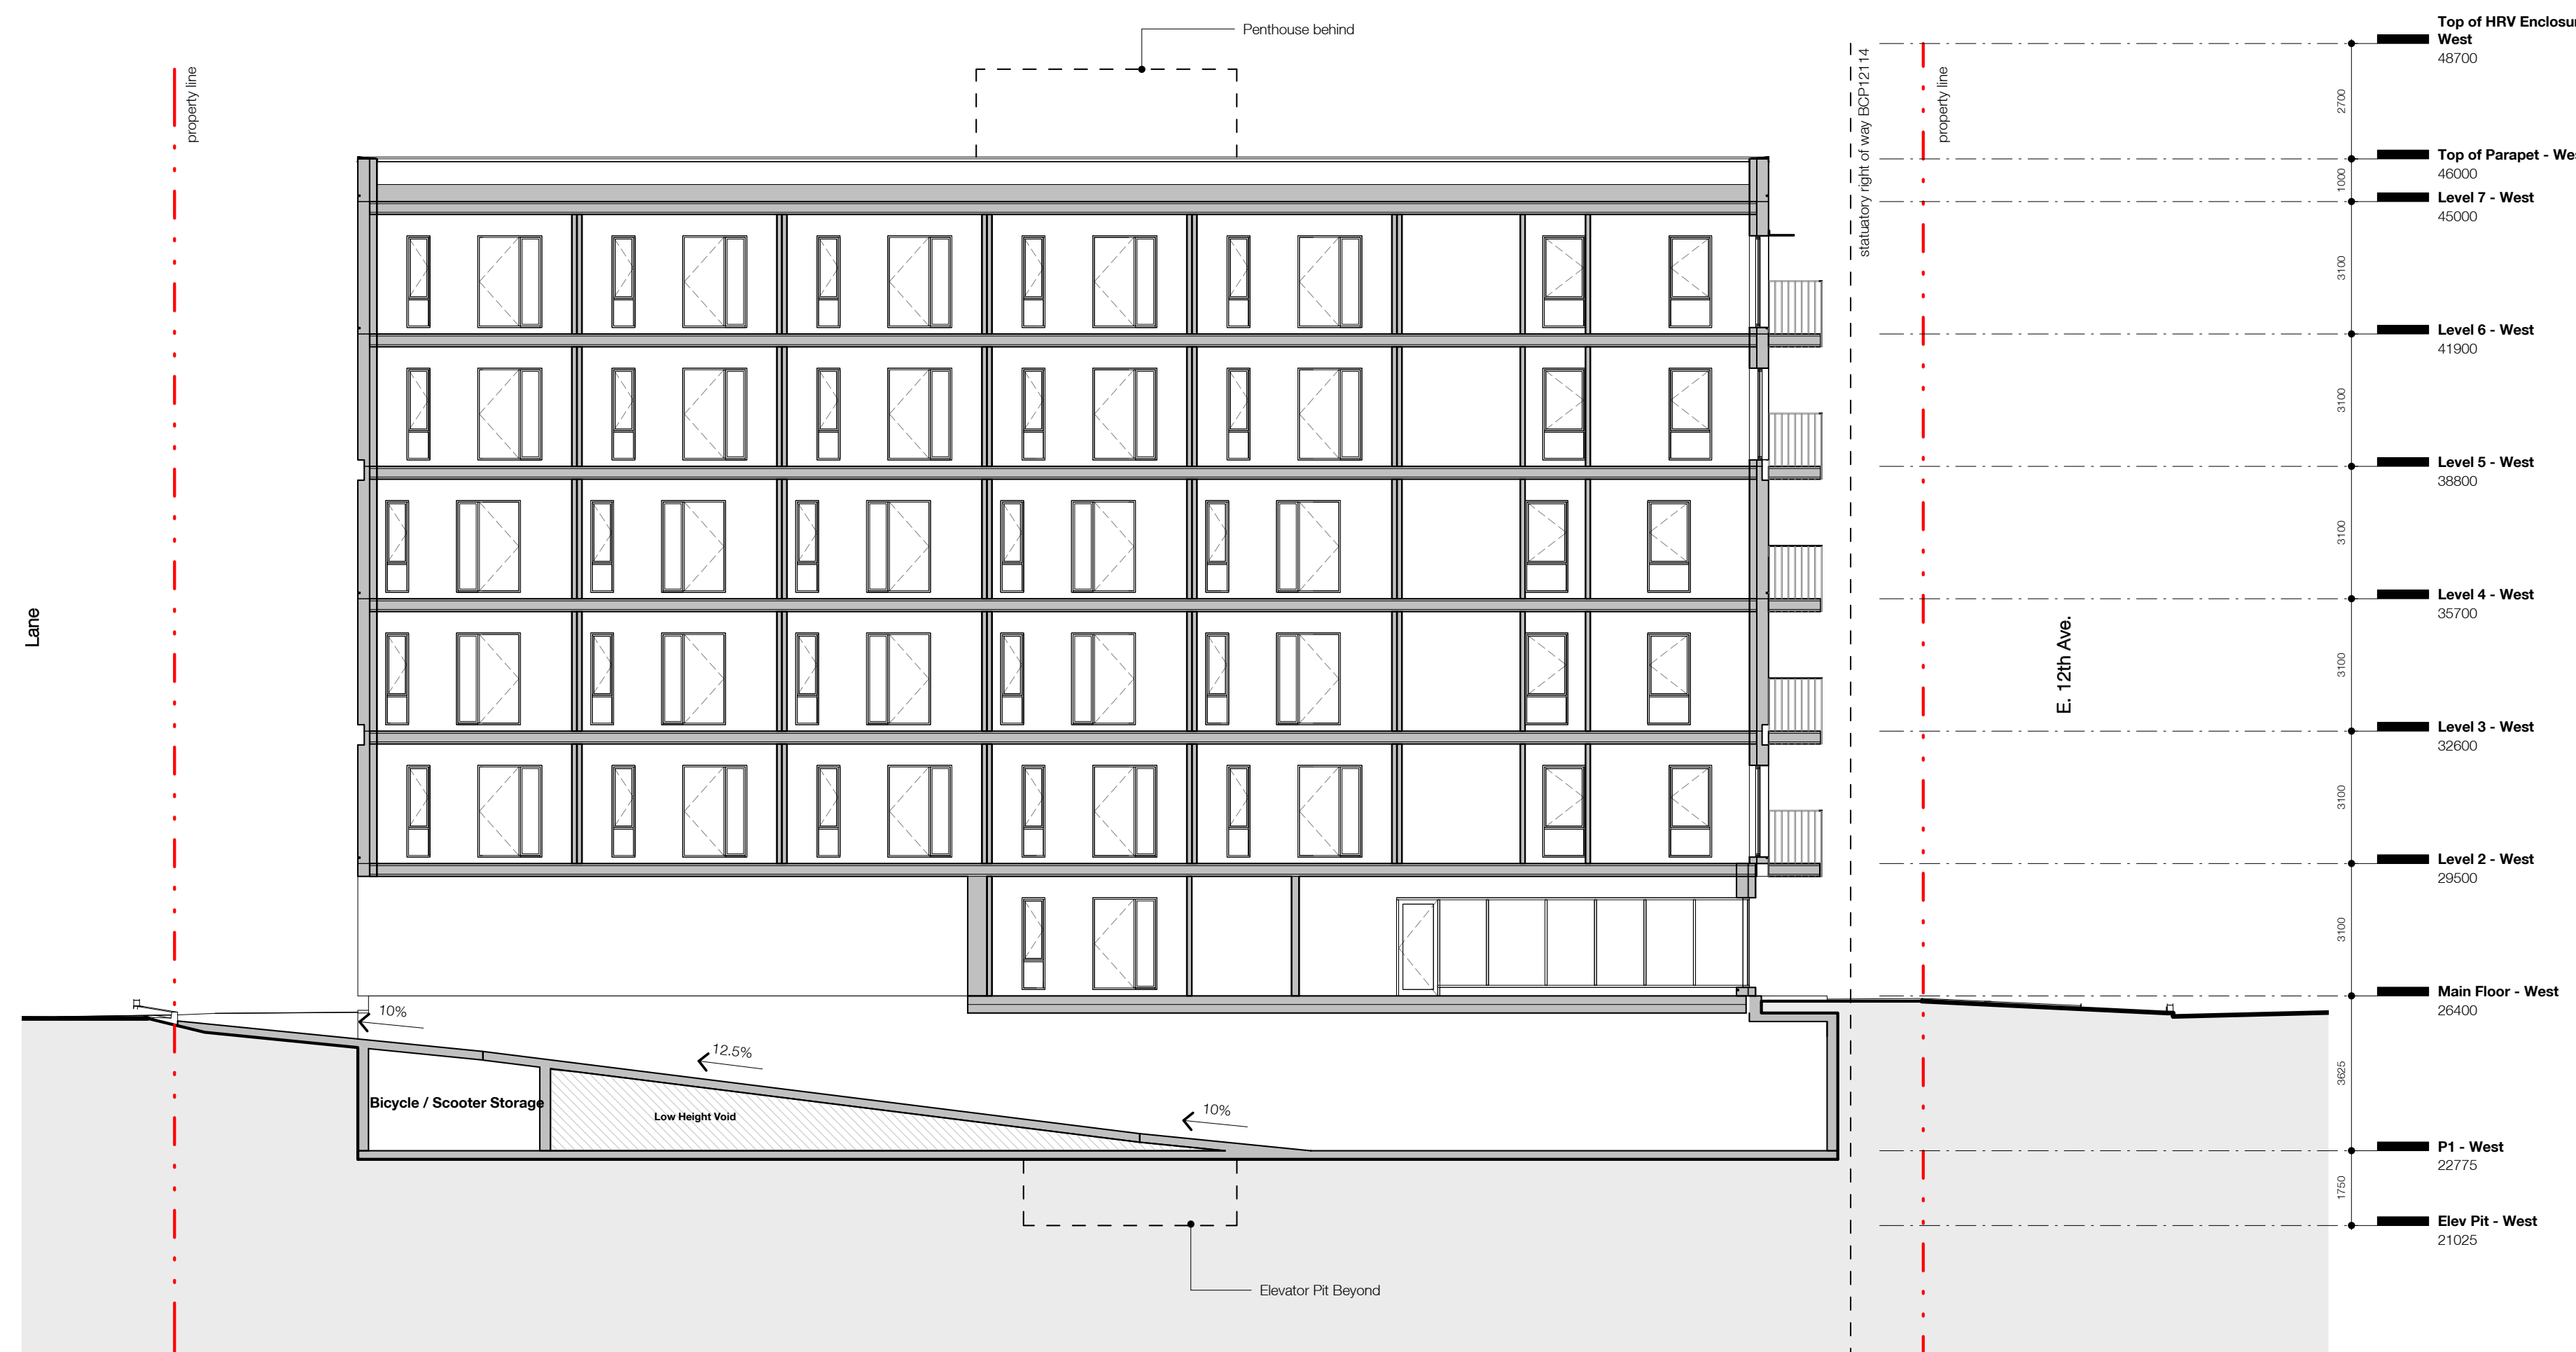 Penthouse behind
property line
statuatory right of way BCP12114
property line
Top of HRV Enclosur
West
48700
2700
Top of Parapet - Wes
46000
1000
Level 7 - West
45000
3100
Level 6 - West
41900
3100
Level 5 - West
38800
3100
Level 4 - West
35700
3100
Level 3 - West
32600
3100
Level 2 - West
29500
3100
Main Floor - West
26400
3625
P1 - West
22775
1750
Elev Pit - West
21025
Lane
E. 12th Ave.
10%
12.5%
10%
Bicycle / Scooter Storage
Low Height Void
Elevator Pit Beyond